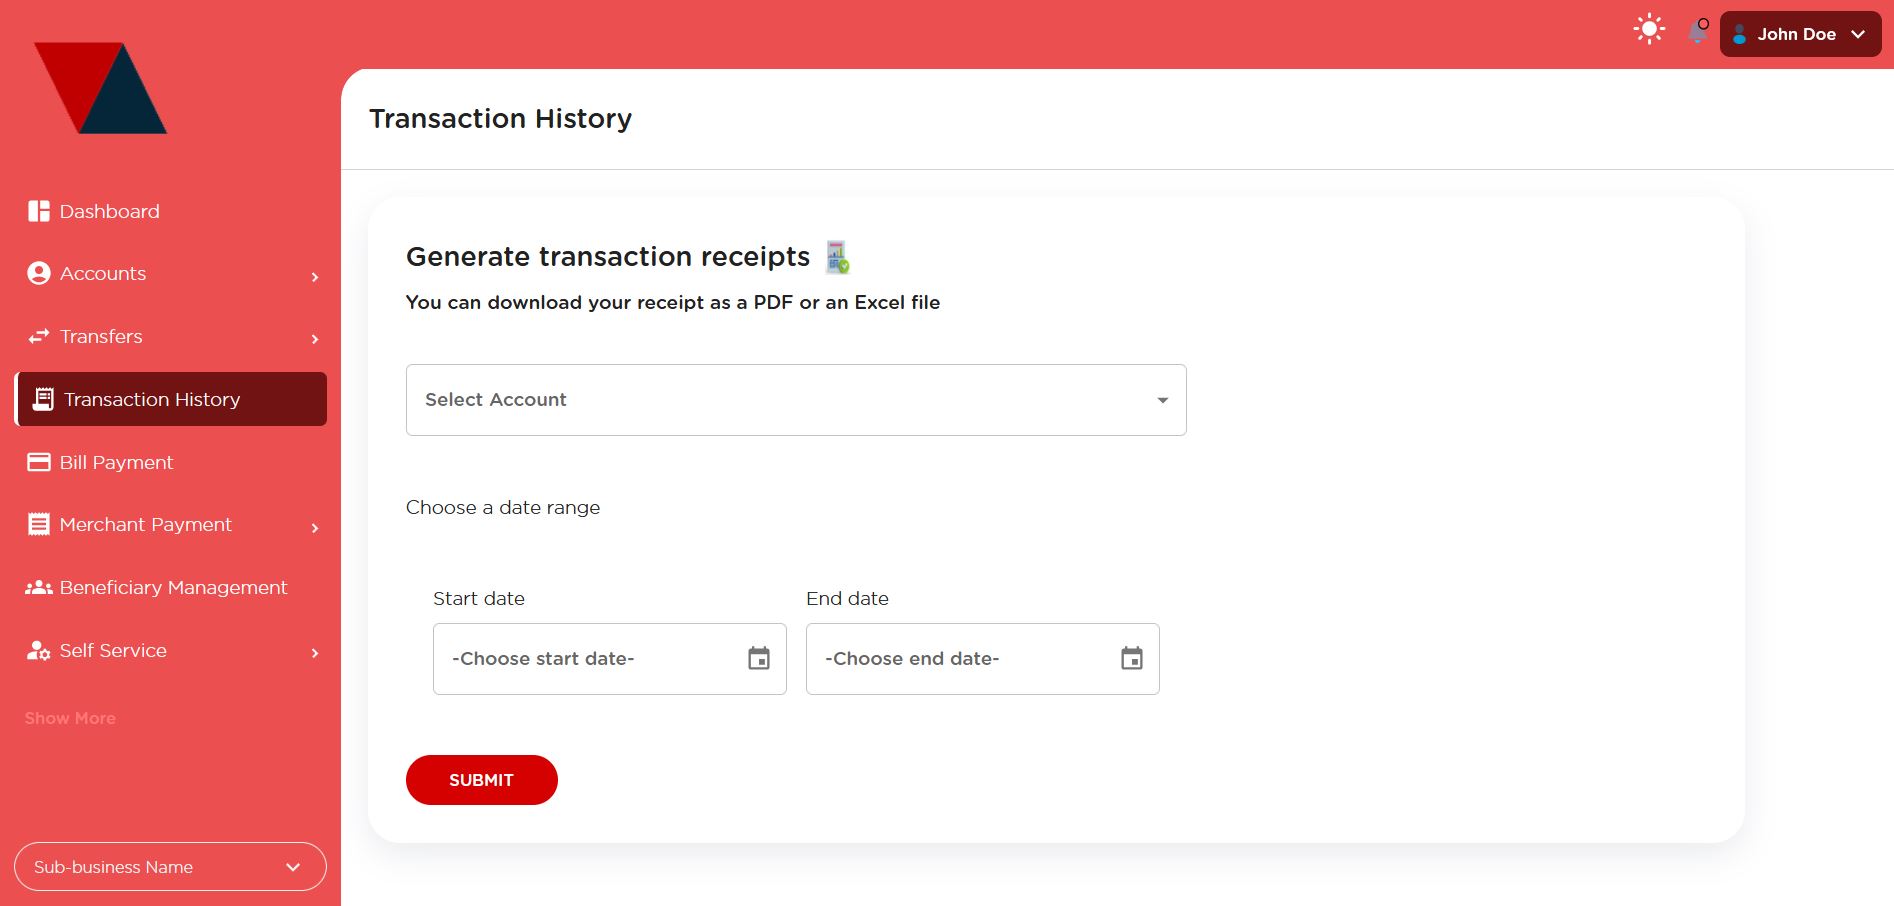 John Doe
Transaction History
Dashboard
Accounts
Transfers
Transaction History
Bill Payment
Merchant Payment
Beneficiary Management
Self Service
Show More
Sub-business Name
Generate transaction receipts
You can download your receipt as a PDF or an Excel file
Select Account
Choose a date range
Start date
End date
-Choose start date-
-Choose end date-
SUBMIT